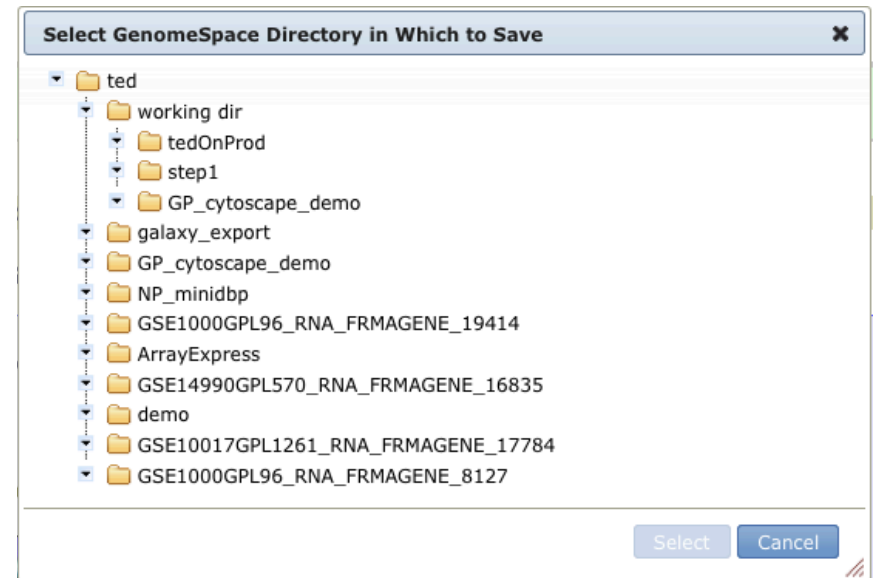 Select GenomeSpace Directory in Which to Save
ted
working dir
tedOnProd
step1
GP_cytoscape_demo
galaxy_export
GP_cytoscape_demo
NP_minidbp
GSE1000GPL96_RNA_FRMAGENE_19414
ArrayExpress
GSE14990GPL570_RNA_FRMAGENE_16835
demo
GSE10017GPL1261_RNA_FRMAGENE_17784
GSE1000GPL96_RNA_FRMAGENE_8127
Select Cancel